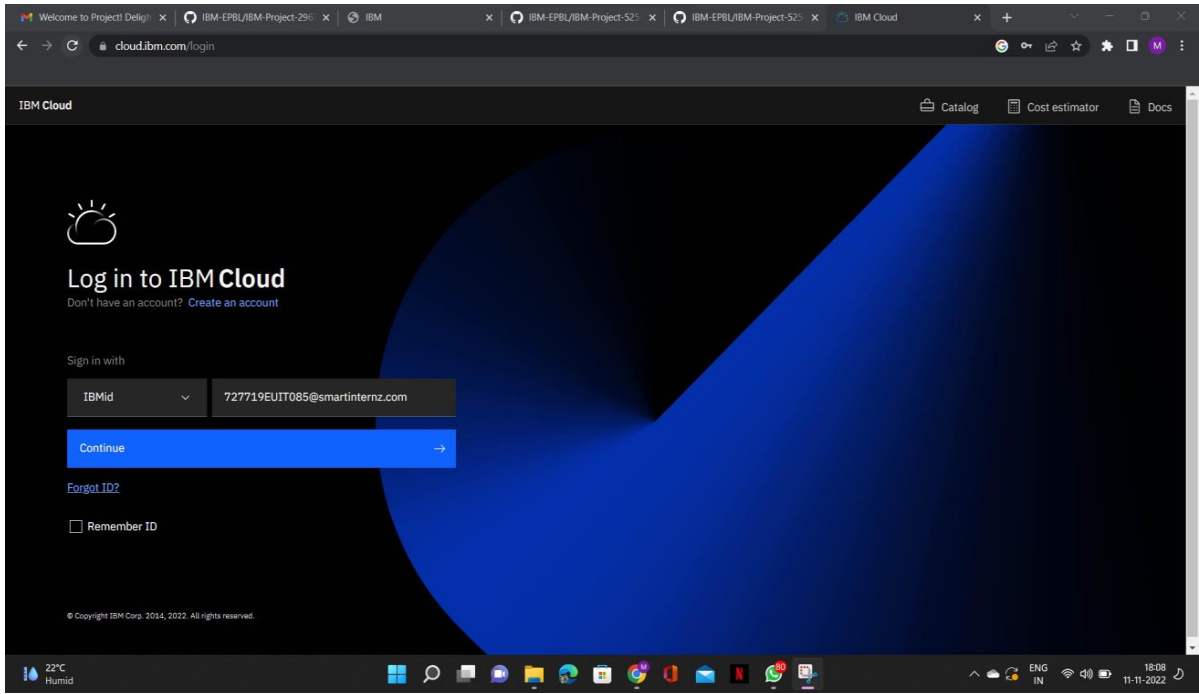 Welcome to Project! Deligh
IBM-EPBL/IBM-Project-296
IBM
IBM-EPBL/IBM-Project-525
IBM-EPBL/IBM-Project-525
IBM Cloud
cloud.ibm.com/login
M
IBM Cloud
Catalog
Cost estimator
Docs
Log in to IBM Cloud
Don't have an account? Create an account
Sign in with
IBMid
727719EUIT085@smartinternz.com
Continue
Forgot ID?
Remember ID
© Copyright IBM Corp. 2014, 2022. All rights reserved.
22°C
Humid
80
ENG
IN
18:08
11-11-2022